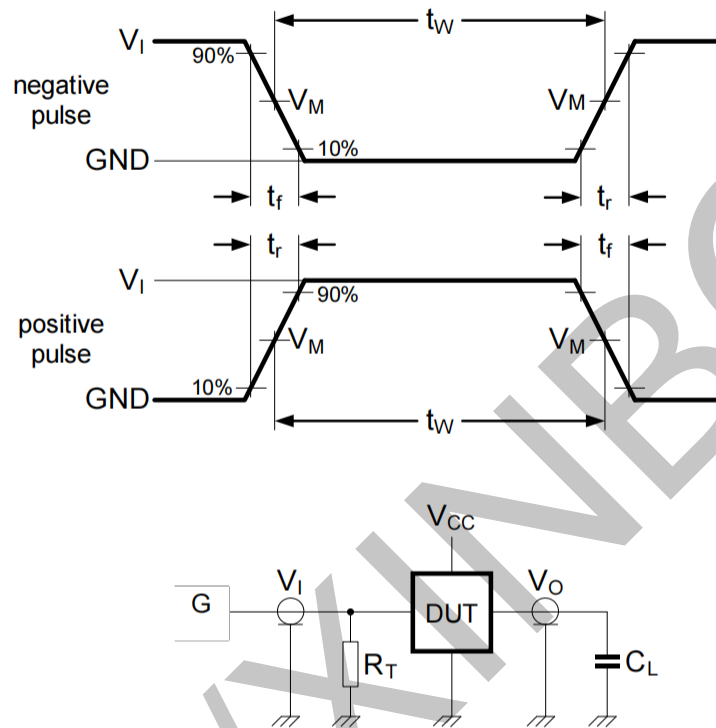 tW
VI
90%
negative
pulse
VM
VM
10%
GND
tf
tr
tr
tf
VI
90%
positive
pulse
VM
VM
10%
GND
tW
VCC
VI
VO
G
DUT
RT
CL